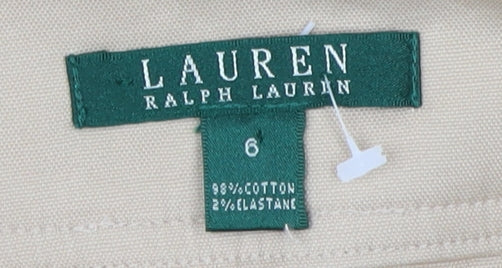 LAUREN
RALPH LAUREN
6
98% COTTON
2% ELASTANE